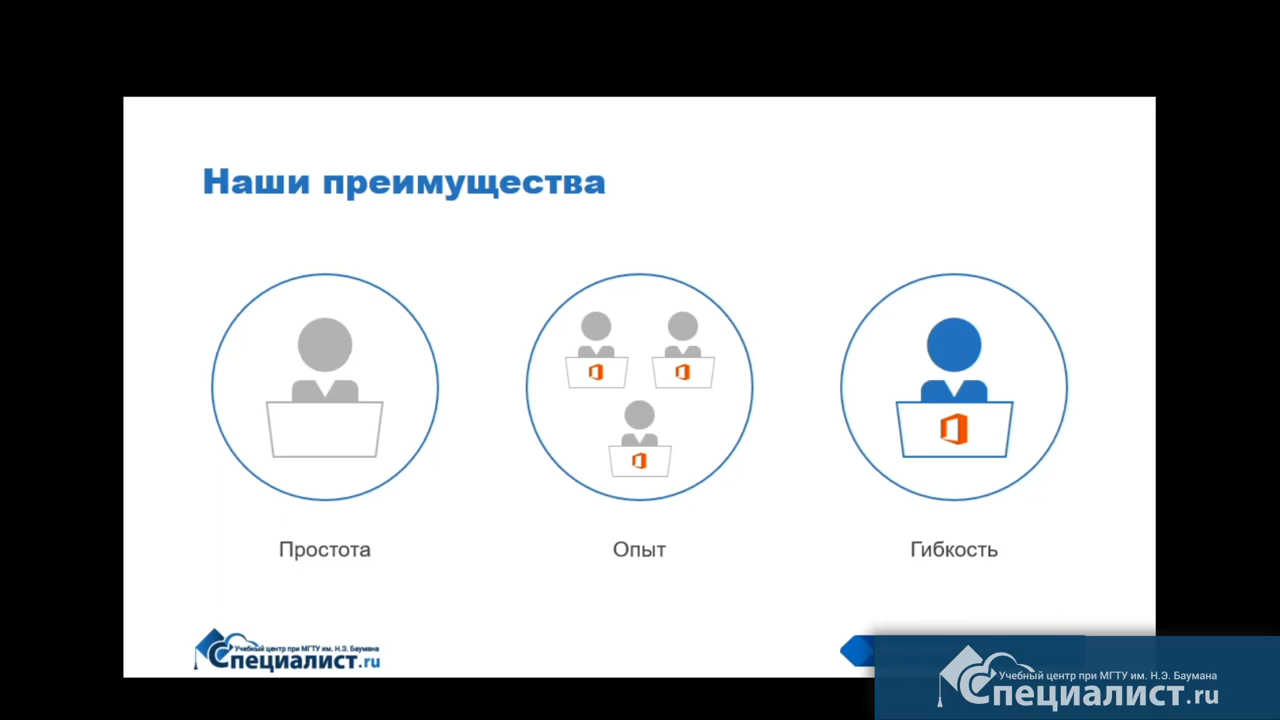 Наши преимущества
Простота
Опыт
Гибкость
Учебный центр при МГТУ им. Н.Э. Баумана
Специалист.ru
Учебный центр при МГТУ им. Н.Э. Баумана
Специалист.ru